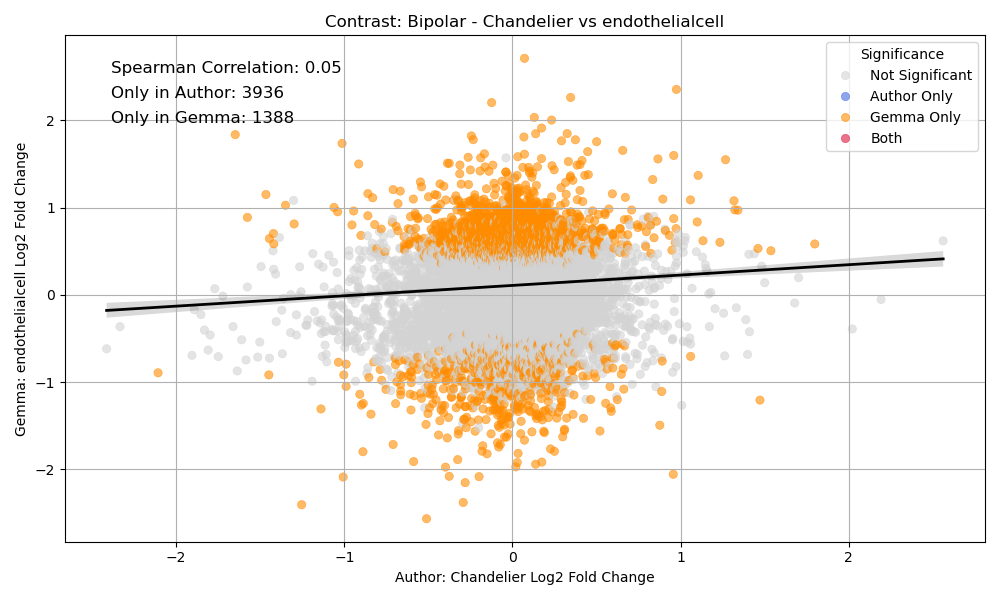 Contrast: Bipolar - Chandelier vs endothelialcell
Spearman Correlation: 0.05
Only in Author: 3936
Only in Gemma: 1388
Significance
Not Significant
Author Only
Gemma Only
Both
Gemma: endothelialcell Log2 Fold Change
2
1
0
−1
−2
−2
−1
0
1
2
Author: Chandelier Log2 Fold Change